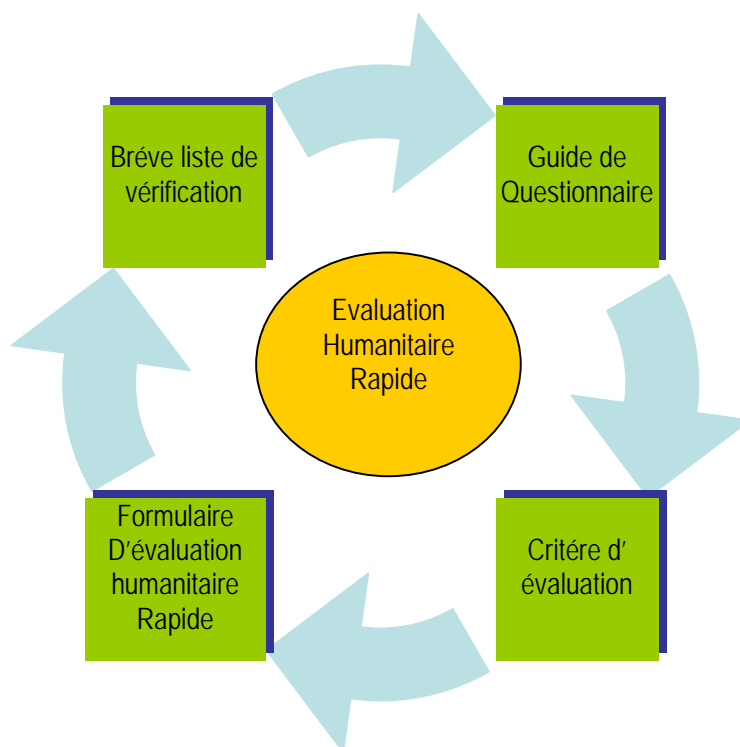 Bréve liste de
vérification
Guide de
Questionnaire
Evaluation
Humanitaire
Rapide
Formulaire
D'évaluation
humanitaire
Rapide
Critére d'
évaluation